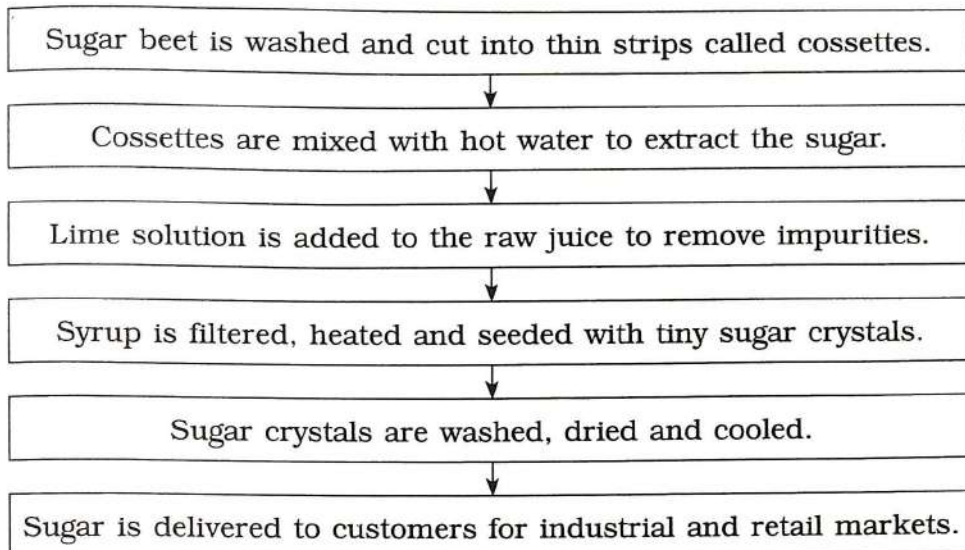 Sugar beet is washed and cut into thin strips called cossettes.
Cossettes are mixed with hot water to extract the sugar.
Lime solution is added to the raw juice to remove impurities.
Syrup is filtered, heated and seeded with tiny sugar crystals.
Sugar crystals are washed, dried and cooled.
Sugar is delivered to customers for industrial and retail markets.